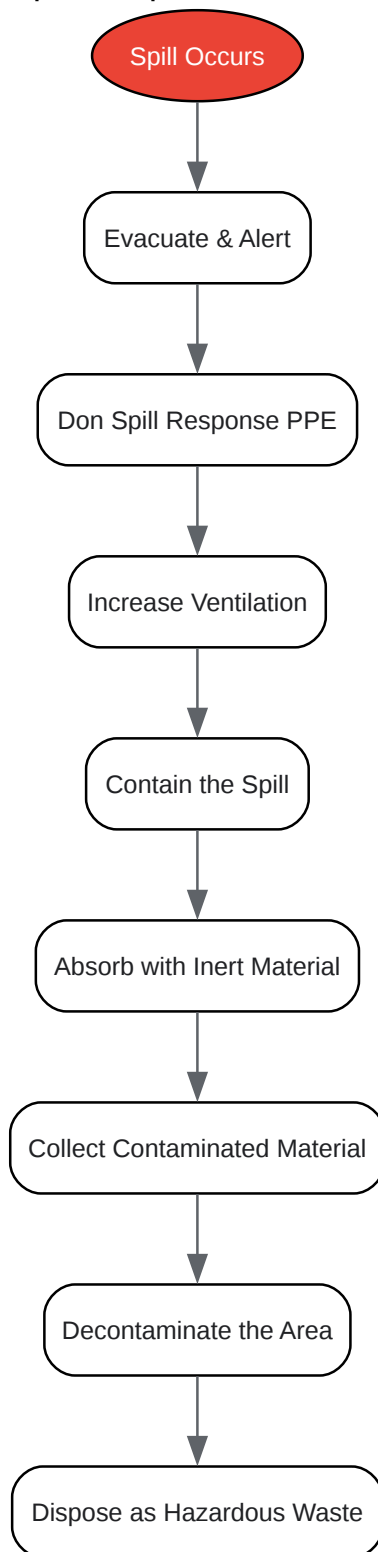 Spill Occurs
Evacuate & Alert
Don Spill Response PPE
Increase Ventilation
Contain the Spill
Absorb with Inert Material
Collect Contaminated Material
Decontaminate the Area
Dispose as Hazardous Waste